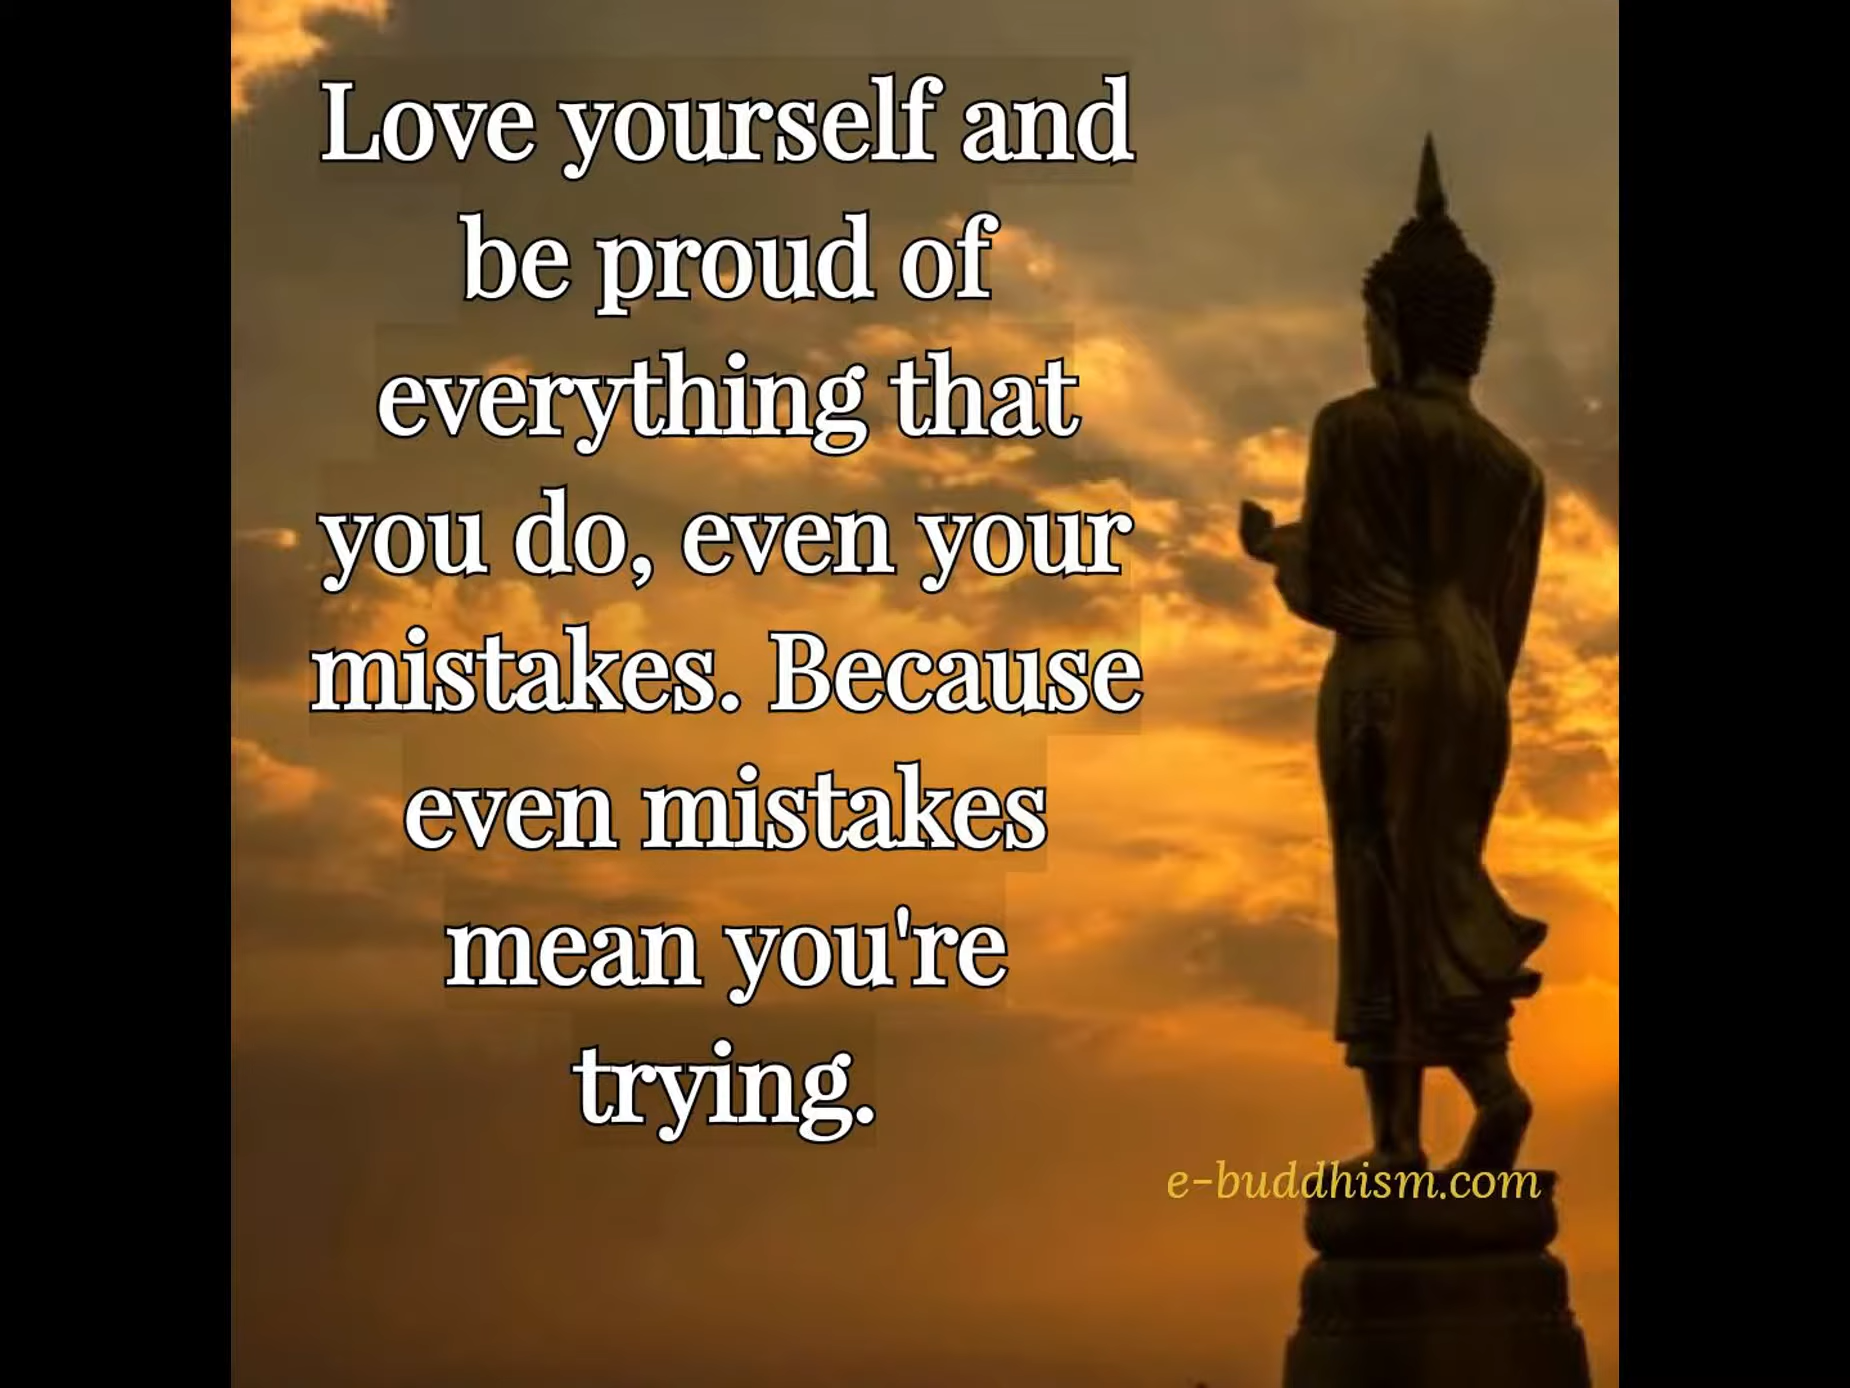 Love yourself and
be proud of
everything that
you do, even your
mistakes. Because
even mistakes
mean you're
trying.
e-buddhism.com